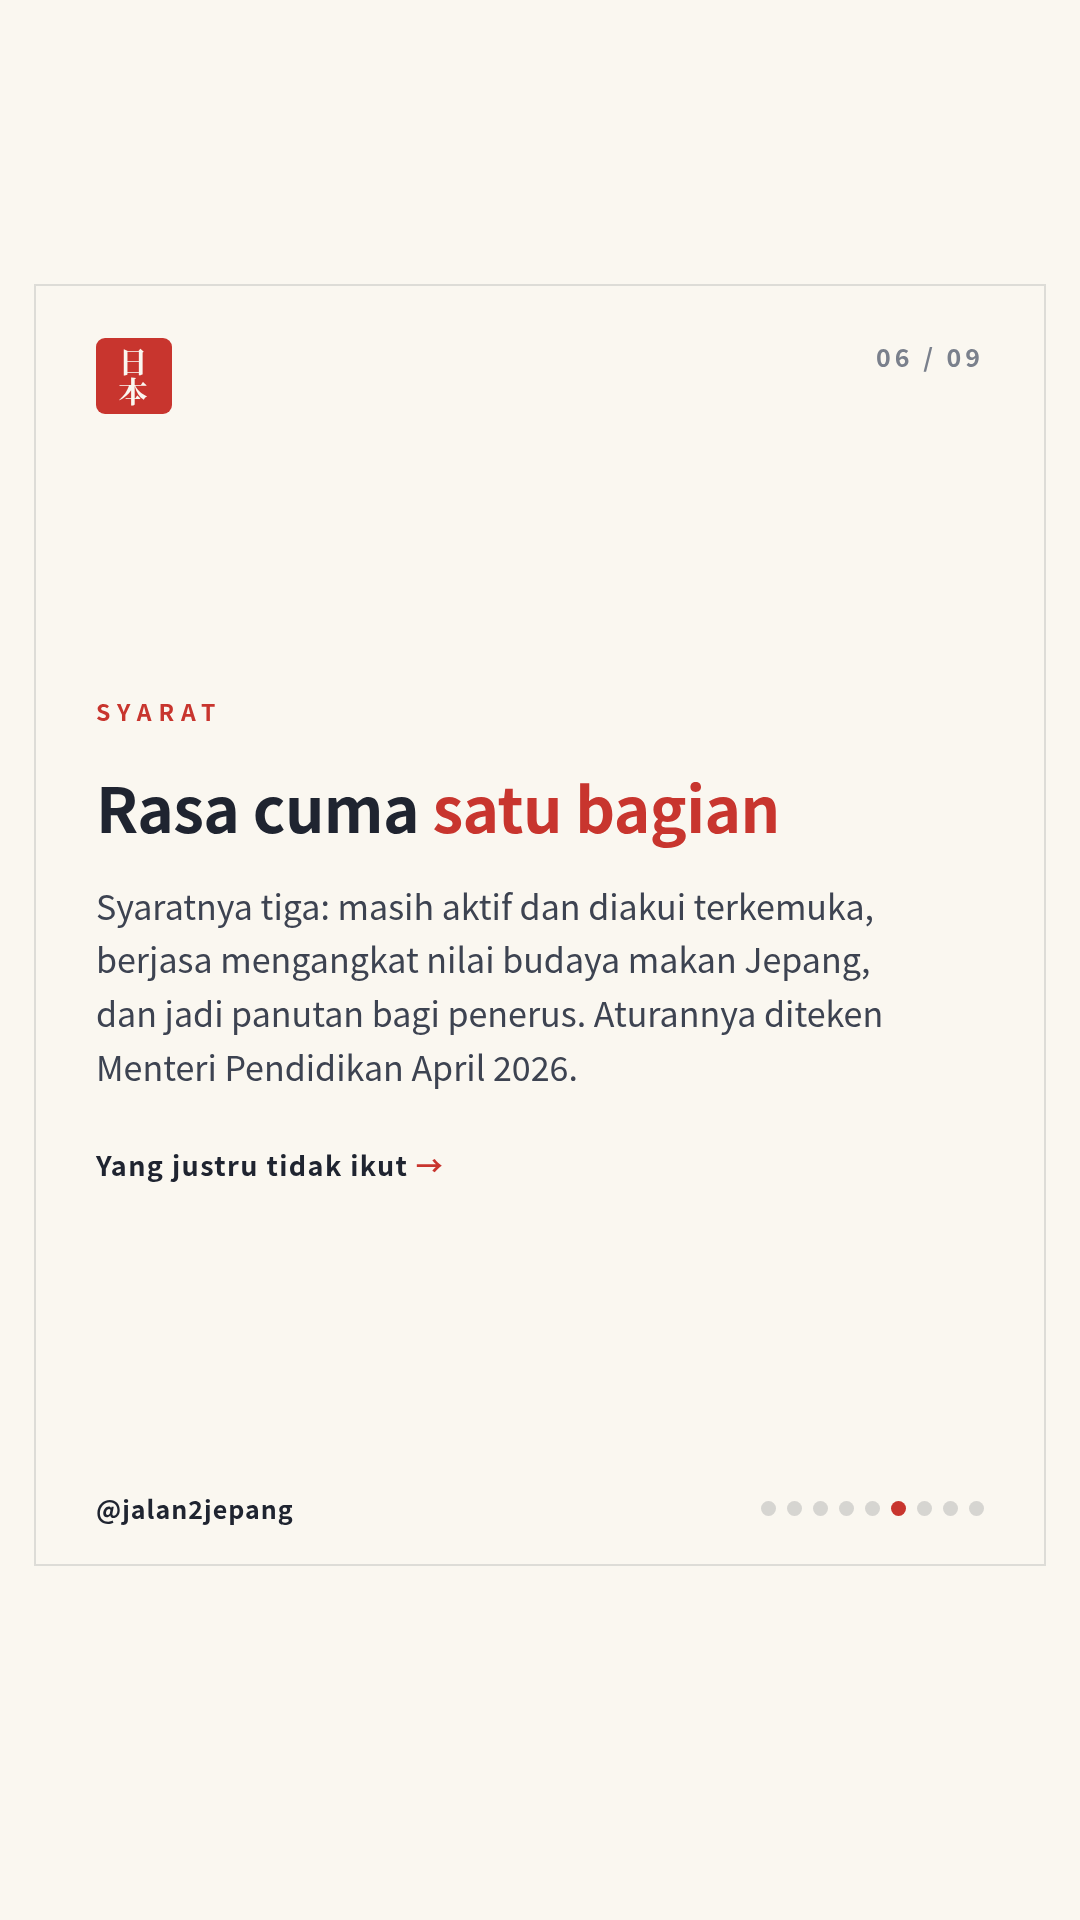 日
本
06 / 09
SYARAT
Rasa cuma satu bagian
Syaratnya tiga: masih aktif dan diakui terkemuka,
berjasa mengangkat nilai budaya makan Jepang,
dan jadi panutan bagi penerus. Aturannya diteken
Menteri Pendidikan April 2026.
Yang justru tidak ikut →
@jalan2jepang